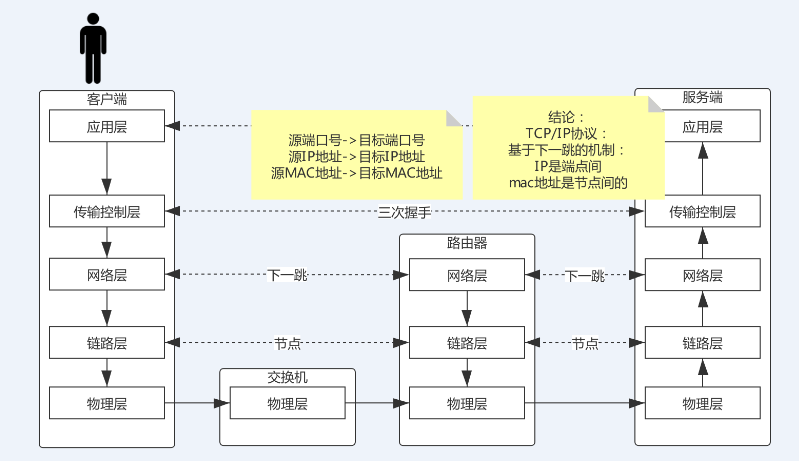 客户端
应用层
传输控制层
网络层
链路层
物理层
源端口号->目标端口号
源IP地址->目标IP地址
源MAC地址->目标MAC地址
结论：
TCP/IP协议：
基于下一跳的机制：
IP是端点间
mac地址是节点间的
三次握手
下一跳
节点
交换机
物理层
路由器
网络层
链路层
物理层
下一跳
节点
服务端
应用层
传输控制层
网络层
链路层
物理层